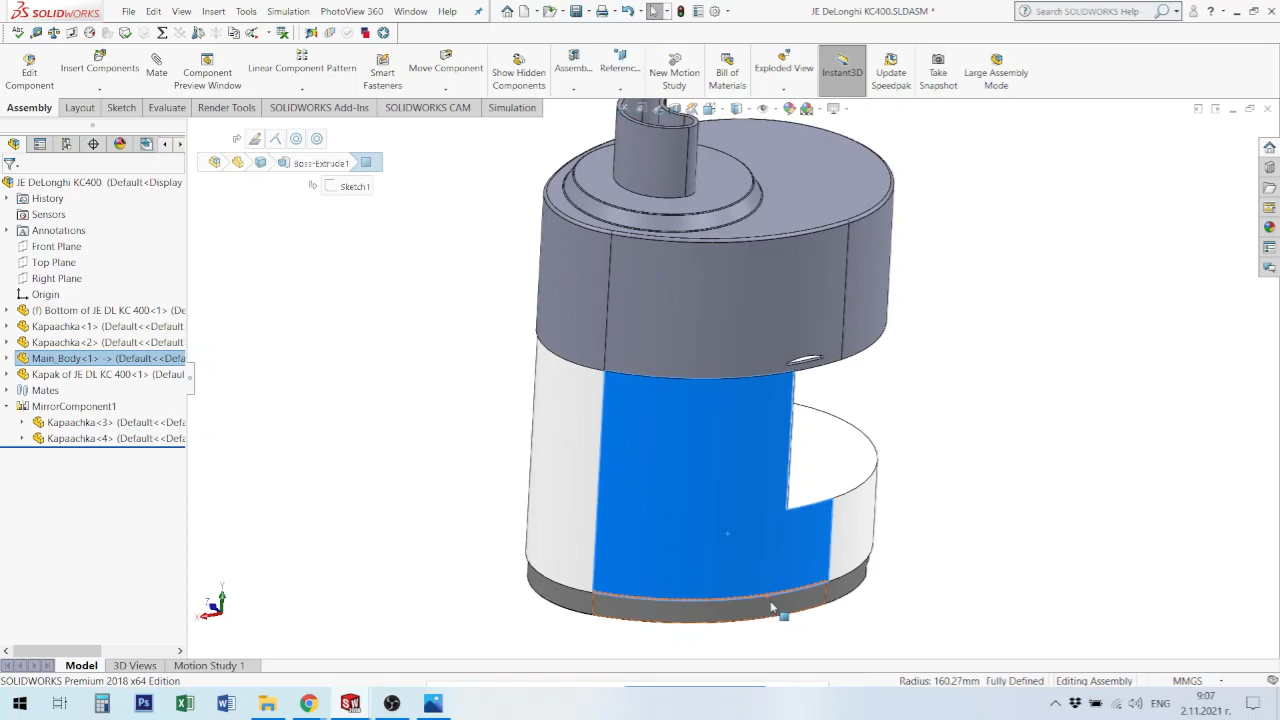 SOLIDWORKS File Edit View Insert Tools Simulation PhotoView 360 Window Help JE DeLonghi KC400.SLDASM * Search SOLIDWORKS Help
Edit Component
Insert Components
Mate
Component Preview Window
Linear Component Pattern
Smart Fasteners
Move Component
Show Hidden Components
Assemb...
Referenc...
New Motion Study
Bill of Materials
Exploded View
Instant3D
Update Speedpak
Take Snapshot
Large Assembly Mode
Assembly Layout Sketch Evaluate Render Tools SOLIDWORKS Add-Ins SOLIDWORKS CAM Simulation
Boss-Extrude1
Sketch1
JE DeLonghi KC400 (Default<Display
History
Sensors
Annotations
Front Plane
Top Plane
Right Plane
Origin
(f) Bottom of JE DL KC 400<1> (De
Kapaachka<1> (Default<<Default
Kapaachka<2> (Default<<Default
Main_Body<1> -> (Default<<Defa
Kapak of JE DL KC 400<1> (Defaul
Mates
MirrorComponent1
Kapaachka<3> (Default<<Defa
Kapaachka<4> (Default<<Defa
Y
Z
X
Model 3D Views Motion Study 1
SOLIDWORKS Premium 2018 x64 Edition Radius: 160.27mm Fully Defined Editing Assembly MMGS
ЕНГ
9:07
2.11.2021 г.